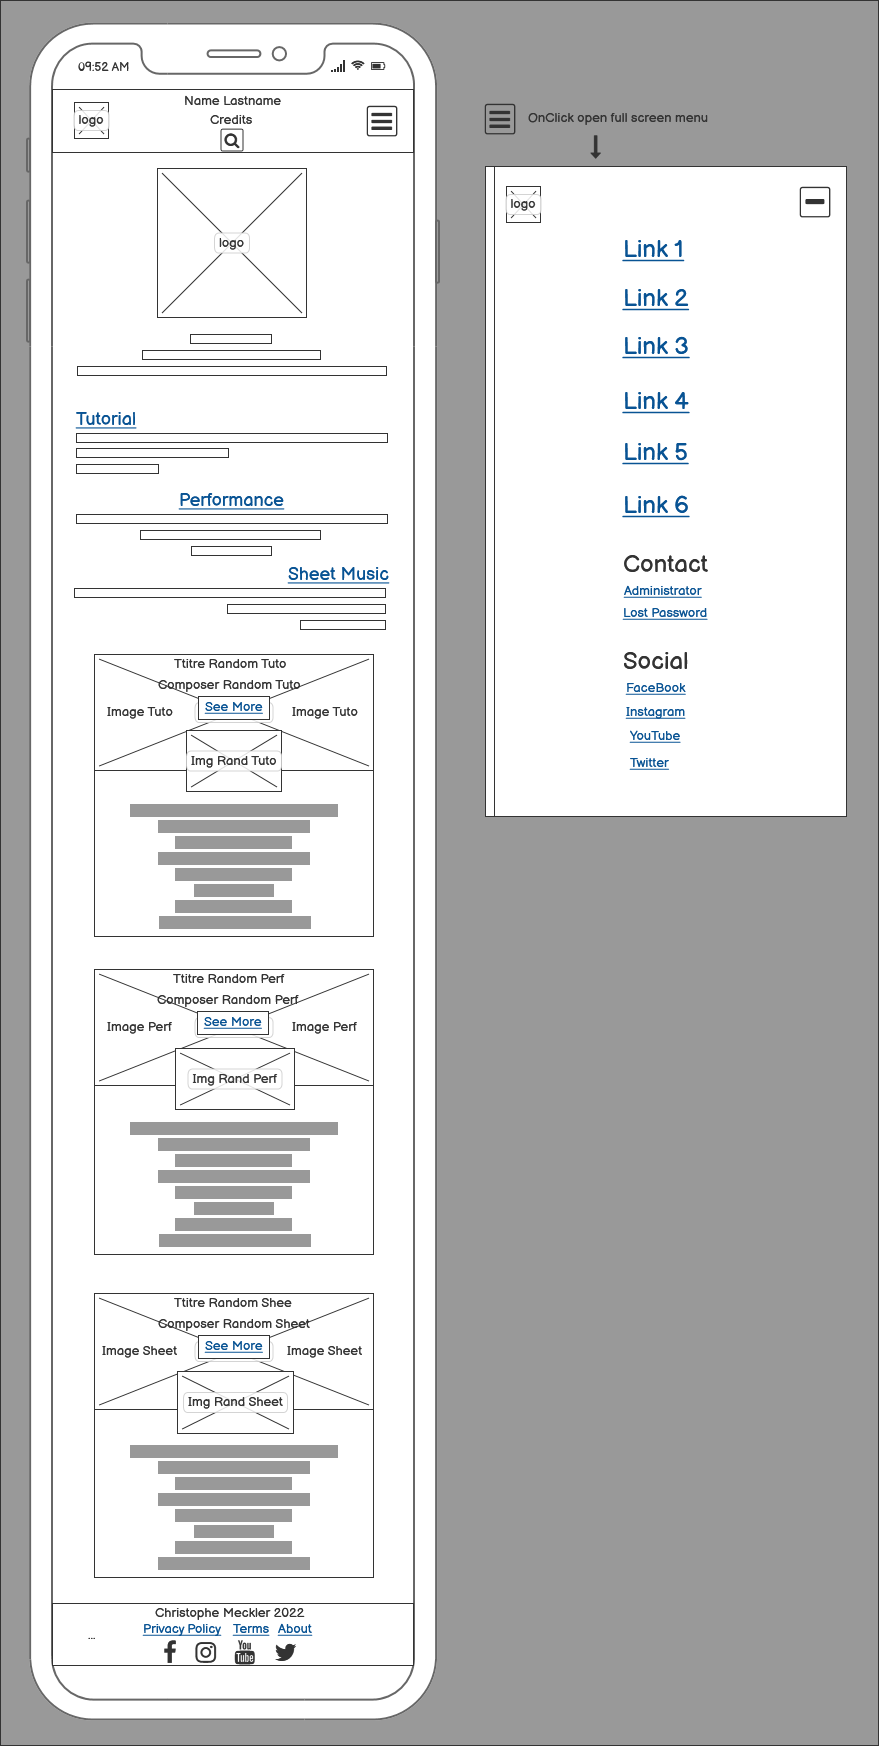 09:52 AM
Name Lastname
logo
Credits
logo
Tutorial
Performance
Sheet Music
Ttitre Random Tuto
Composer Random Tuto
See More
Image Tuto
Image Tuto
Img Rand Tuto
Ttitre Random Perf
Composer Random Perf
See More
Image Perf
Image Perf
Img Rand Perf
Ttitre Random Shee
Composer Random Sheet
See More
Image Sheet
Image Sheet
Img Rand Sheet
Christophe Meckler 2022
Privacy Policy Terms About
...
You
Tube
OnClick open full screen menu
logo
Link 1
Link 2
Link 3
Link 4
Link 5
Link 6
Contact
Administrator
Lost Password
Social
FaceBook
Instagram
YouTube
Twitter